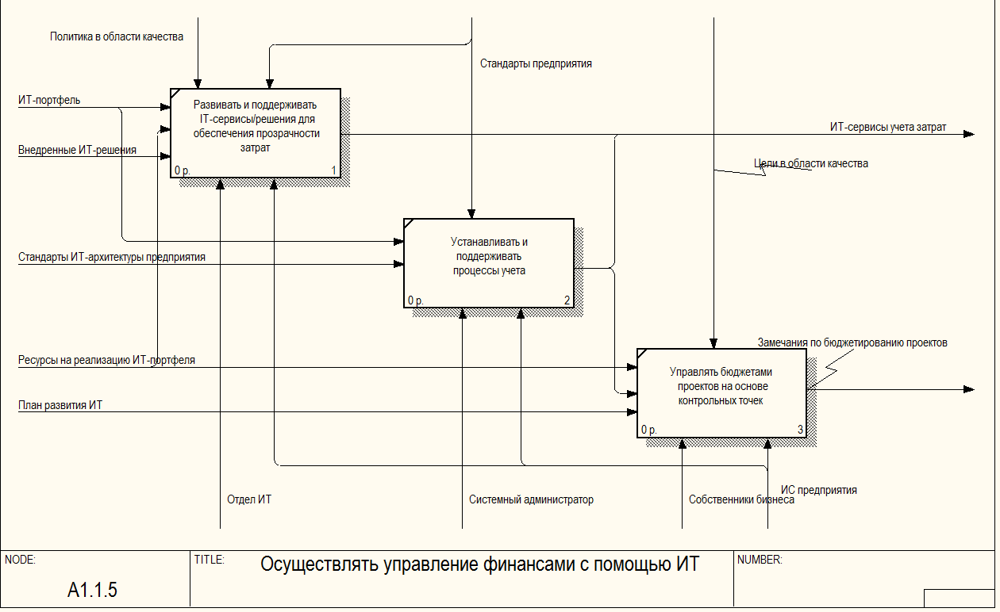 Политика в области качества
Стандарты предприятия
ИТ-портфель
Развивать и поддерживать
IT-сервисы/решения для
обеспечения прозрачности
затрат
0 р.
1
ИТ-сервисы учета затрат
Внедренные ИТ-решения
Цели в области качества
Устанавливать и
поддерживать
процессы учета
0 р.
2
Стандарты ИТ-архитектуры предприятия
Замечания по бюджетированию проектов
Ресурсы на реализацию ИТ-портфеля
Управлять бюджетами
проектов на основе
контрольных точек
0 р.
3
План развития ИТ
ИС предприятия
Отдел ИТ
Системный администратор
Собственники бизнеса
NODE:
A1.1.5
TITLE:
Осуществлять управление финансами с помощью ИТ
NUMBER: